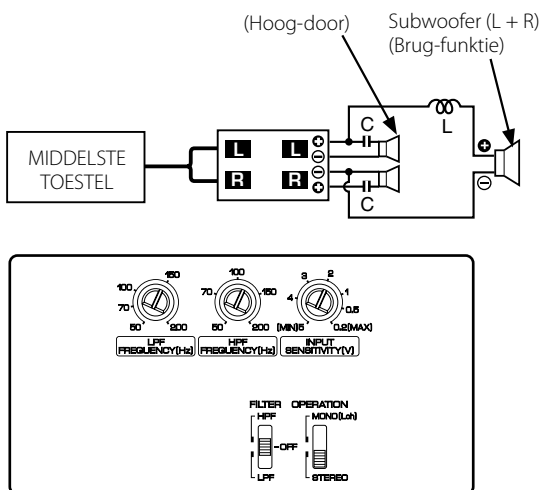 (Hoog-door)
Subwoofer (L + R)
(Brug-funktie)
C
L
MIDDELSTE
TOESTEL
L
L
R
R
C
100
70
150
50
200
LPF
FREQUENCY(Hz)
100
70
150
50
200
HPF
FREQUENCY(Hz)
3
2
4
1
0.5
(MIN)5
0.2(MAX)
INPUT
SENSITIVITY(V)
FILTER
OPERATION
HPF
MONO(Lch)
OFF
LPF
STEREO